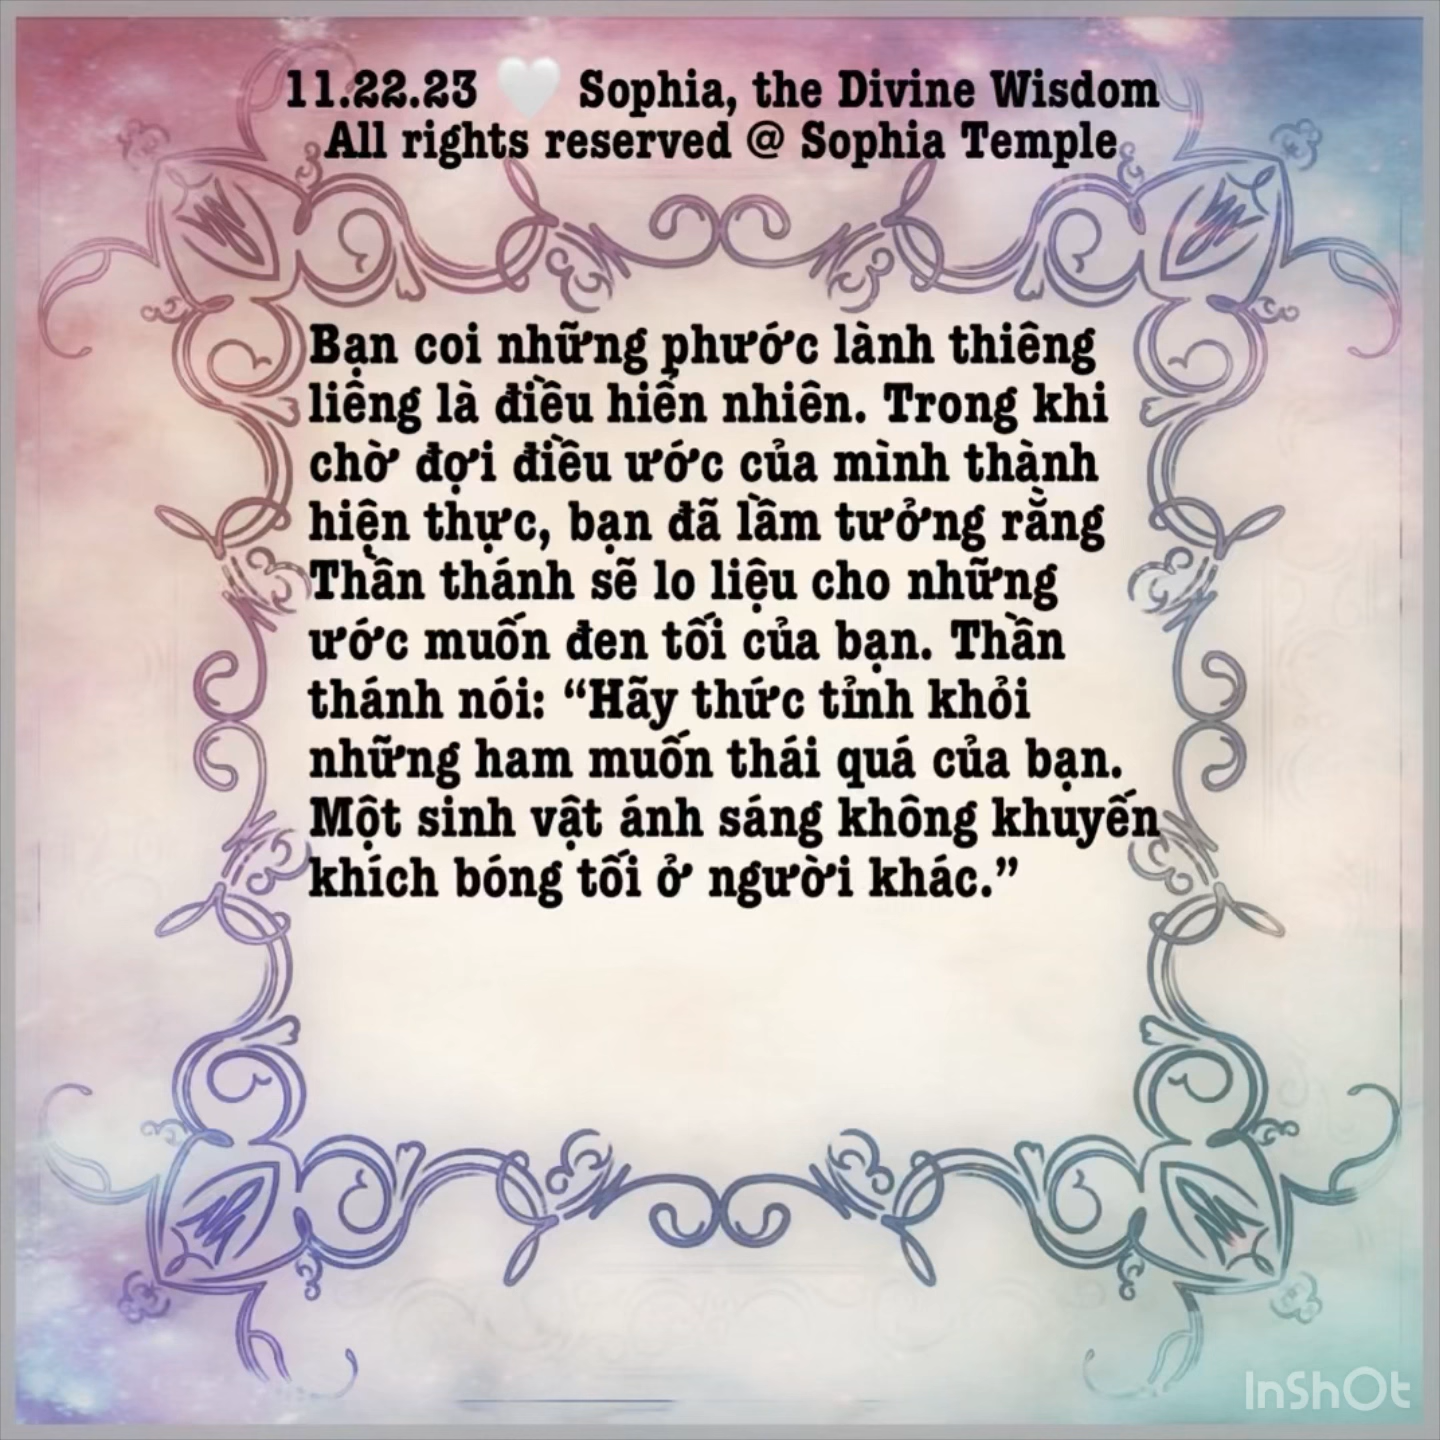 11.22.23 🤍 Sophia, the Divine Wisdom
All rights reserved @ Sophia Temple
Bạn coi những phước lành thiêng
liêng là điều hiển nhiên. Trong khi
chờ đợi điều ước của mình thành
hiện thực, bạn đã lầm tưởng rằng
Thần thánh sẽ lo liệu cho những
ước muốn đen tối của bạn. Thần
thánh nói: “Hãy thức tỉnh khỏi
những ham muốn thái quá của bạn.
Một sinh vật ánh sáng không khuyến
khích bóng tối ở người khác.”
InShOt